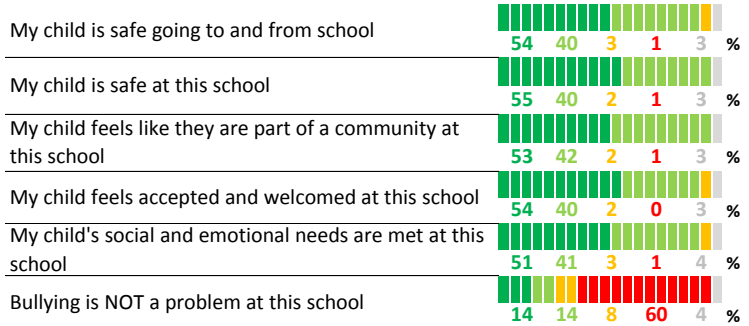 My child is safe going to and from school
54 40 3 1 3 %
My child is safe at this school
55 40 2 1 3 %
My child feels like they are part of a community at
this school
53 42 2 1 3 %
My child feels accepted and welcomed at this school
54 40 2 0 3 %
My child's social and emotional needs are met at this
school
51 41 3 1 4 %
Bullying is NOT a problem at this school
14 14 8 60 4 %